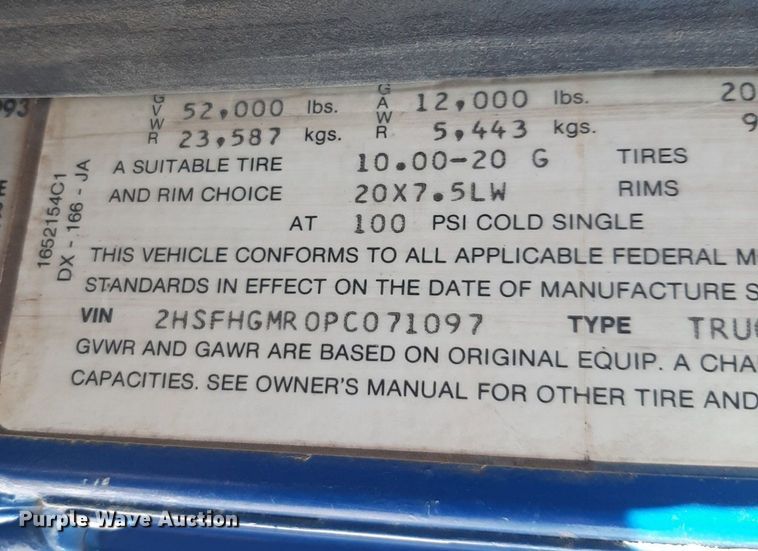 993
GVWR 52,000 lbs. GAWR 12,000 lbs. 20
23,587 kgs. 5,443 kgs. 9
A SUITABLE TIRE 10.00-20 G TIRES
AND RIM CHOICE 20X7.5LW RIMS
AT 100 PSI COLD SINGLE
1652154C1
DX - 166 - JA
THIS VEHICLE CONFORMS TO ALL APPLICABLE FEDERAL M
STANDARDS IN EFFECT ON THE DATE OF MANUFACTURE S
VIN 2HSFHGMR0PC071097 TYPE TRU
GVWR AND GAWR ARE BASED ON ORIGINAL EQUIP. A CHA
CAPACITIES. SEE OWNER'S MANUAL FOR OTHER TIRE AND
Purple Wave Auction